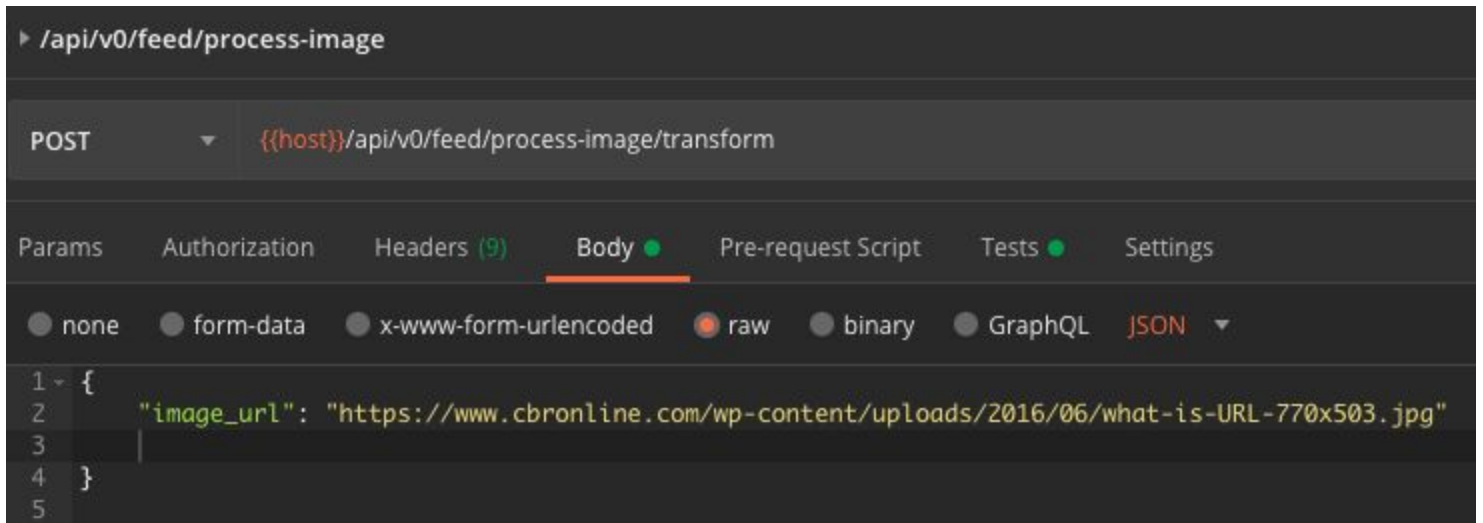 /api/v0/feed/process-image
POST {{host}}/api/v0/feed/process-image/transform
Params Authorization Headers (9) Body Pre-request Script Tests Settings
none form-data x-www-form-urlencoded raw binary GraphQL JSON
1 {
2 "image_url": "https://www.cbronline.com/wp-content/uploads/2016/06/what-is-URL-770x503.jpg"
3
4 }
5